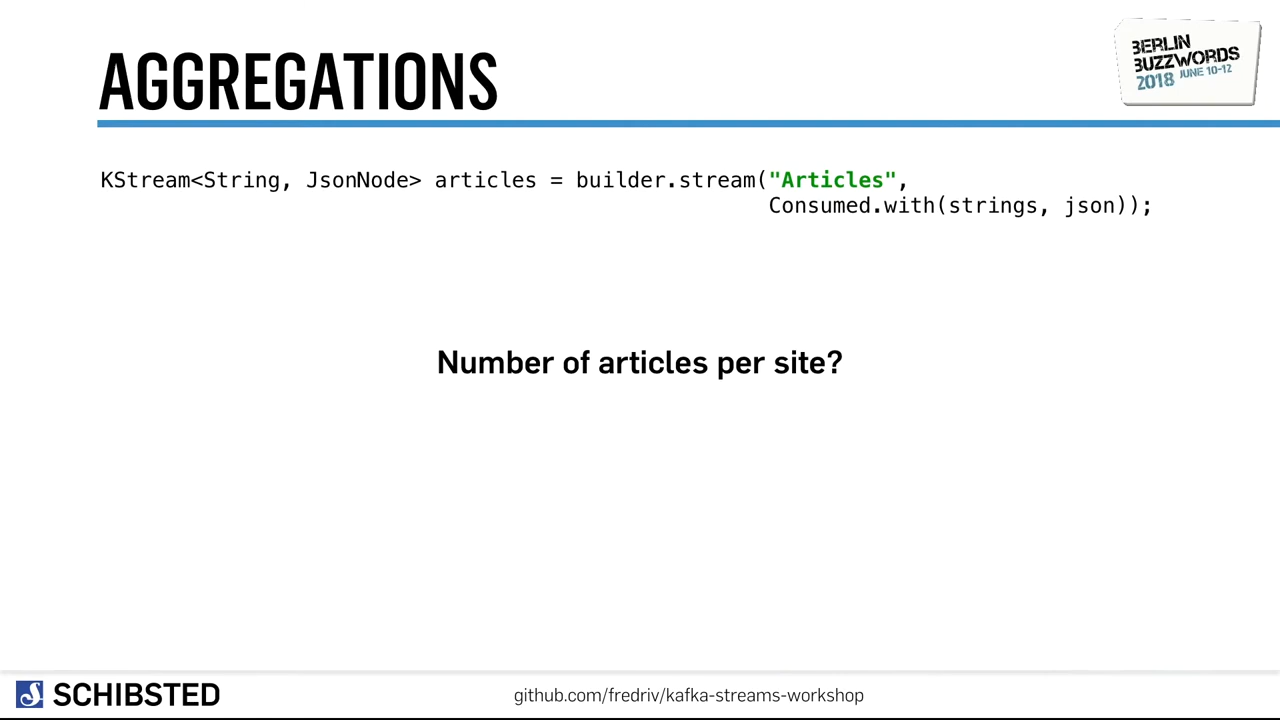 AGGREGATIONS
BERLIN
BUZZWORDS
2018 JUNE 10-12
KStream<String, JsonNode> articles = builder.stream("Articles",
Consumed.with(strings, json));
Number of articles per site?
SCHIBSTED
github.com/fredriv/kafka-streams-workshop